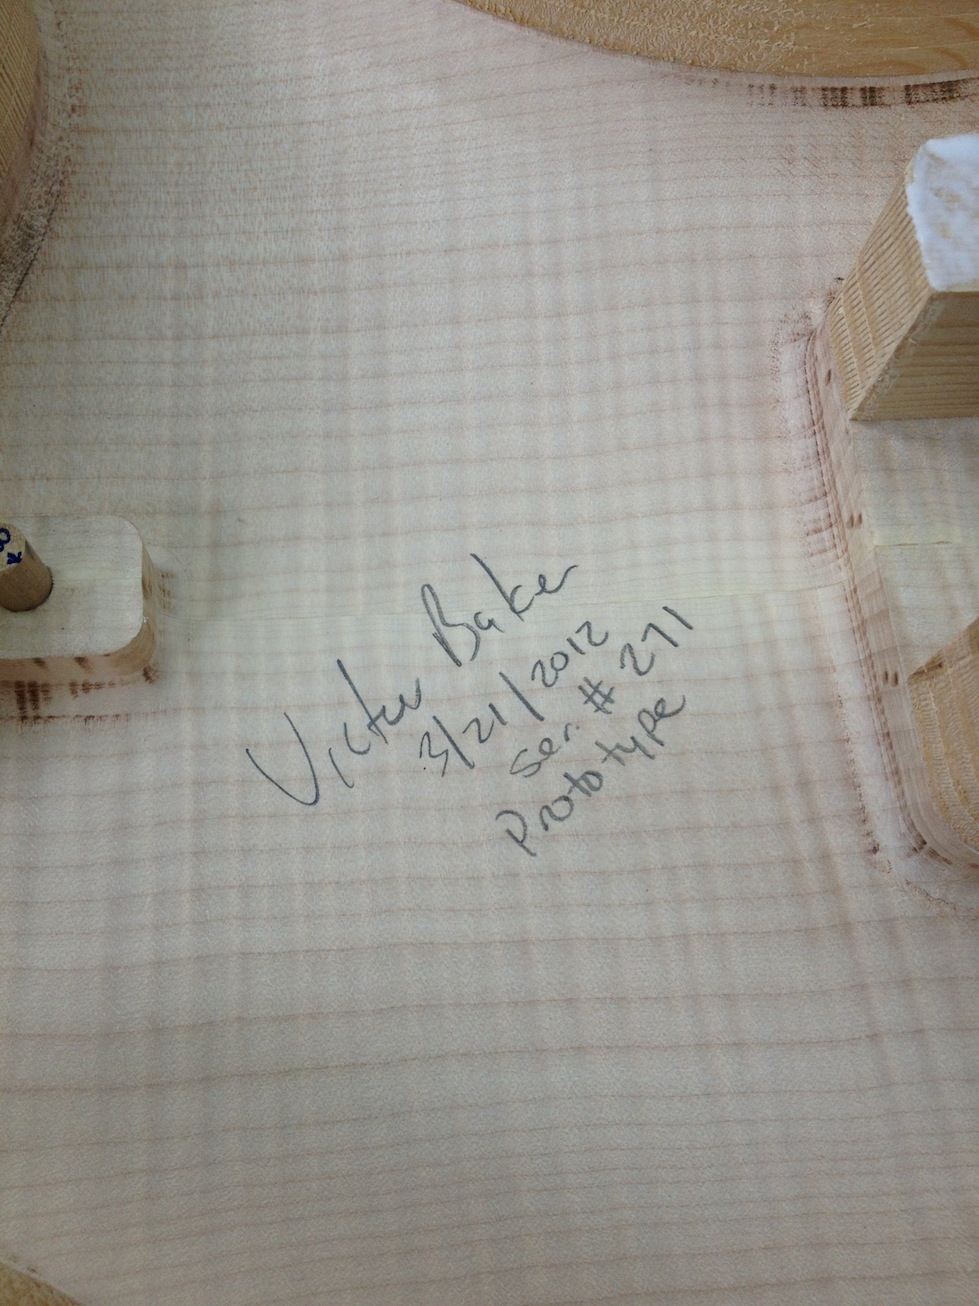 Victor Baker
3/21/2012
Ser. # 271
Prototype